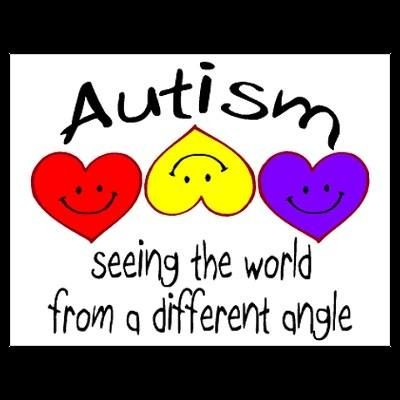 Autism
seeing the world
from a different angle